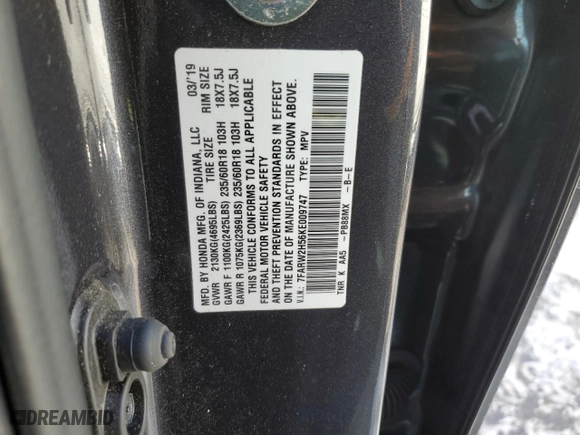 MFG. BY HONDA MFG. OF INDIANA, LLC 03/'19
TIRE SIZE RIM SIZE
GVWR 2130KG(4695LBS)
GAWR F 1100KG(2425LBS) 235/60R18 103H 18X7.5J
GAWR R 1075KG(2369LBS) 235/60R18 103H 18X7.5J
THIS VEHICLE CONFORMS TO ALL APPLICABLE
FEDERAL MOTOR VEHICLE SAFETY
AND THEFT PREVENTION STANDARDS IN EFFECT
ON THE DATE OF MANUFACTURE SHOWN ABOVE.
V.I.N.: 7FARW2H56KE009747 TYPE: MPV
TNR K AA5 -PB88MX -B-E
DREAMBID